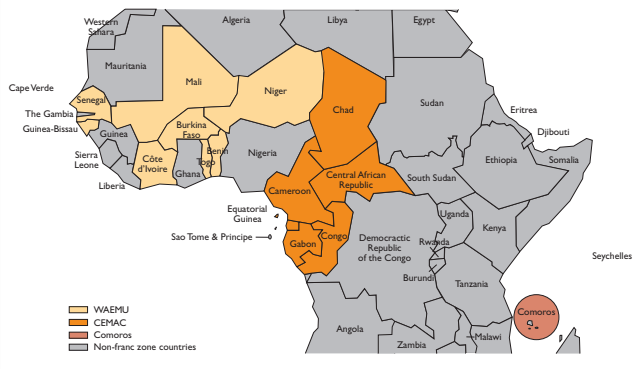 Western
Sahara
Algeria
Libya
Egypt
Mauritania
Cape Verde
Mali
Niger
Senegal
Chad
Sudan
The Gambia
Eritrea
Guinea-Bissau
Guinea
Burkina
Faso
Djibouti
Benin
Togo
Nigeria
Sierra
Leone
Côte
d'Ivoire
Ghana
Ethiopia
Somalia
Liberia
Central African
Republic
South Sudan
Cameroon
Equatorial
Guinea
Uganda
Kenya
Sao Tome & Principe
Gabon
Congo
Democractic
Republic
of the Congo
Rwanda
Seychelles
Burundi
Tanzania
WAEMU
CEMAC
Comoros
Non-franc zone countries
Comoros
Angola
Zambia
Malawi